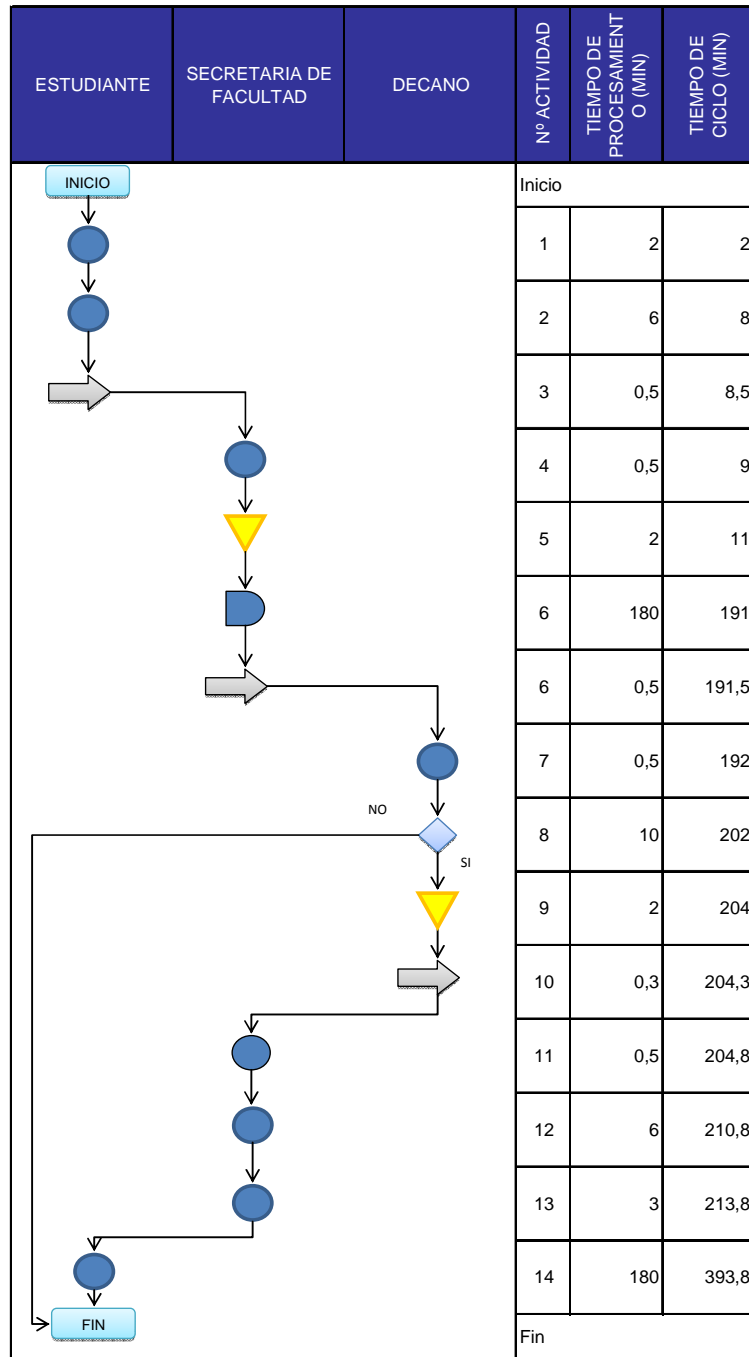 ESTUDIANTE
SECRETARIA DE
FACULTAD
DECANO
Nº ACTIVIDAD
TIEMPO DE
PROCESAMIENT
O (MIN)
TIEMPO DE
CICLO (MIN)
INICIO
Inicio
1 2 2
2 6 8
3 0,5 8,5
4 0,5 9
5 2 11
6 180 191
6 0,5 191,5
7 0,5 192
NO
8 10 202
SI
9 2 204
10 0,3 204,3
11 0,5 204,8
12 6 210,8
13 3 213,8
14 180 393,8
FIN
Fin